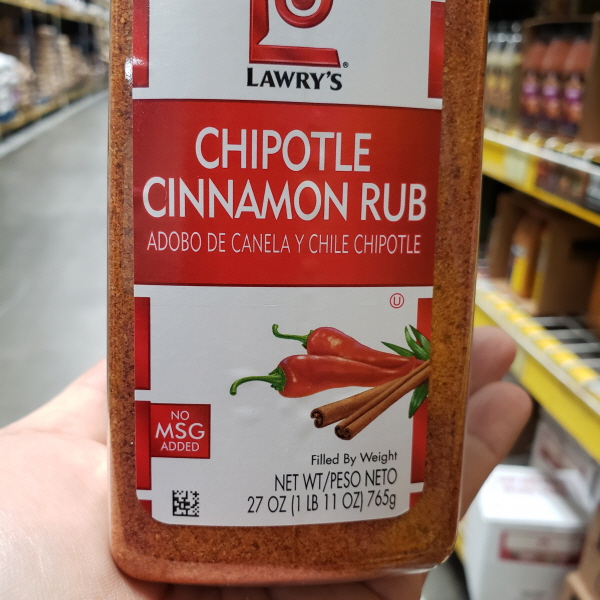 LAWRY'S®
CHIPOTLE
CINNAMON RUB
ADOBO DE CANELA Y CHILE CHIPOTLE
U
NO
MSG
ADDED
Filled By Weight
NET WT/PESO NETO
27 OZ (1 LB 11 OZ) 765g